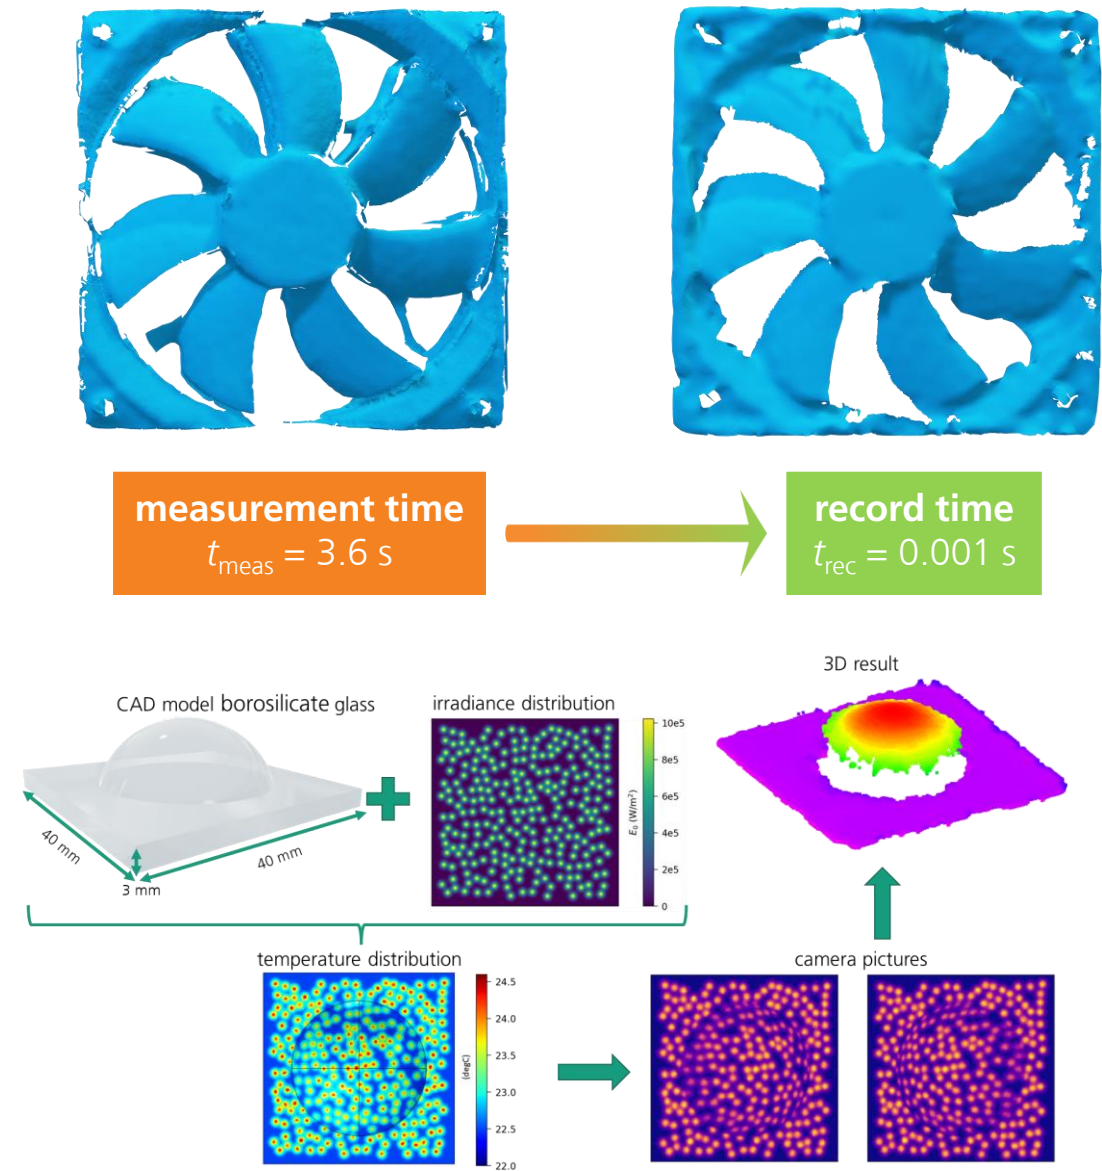 measurement time
tmeas = 3.6 s
record time
trec = 0.001 s
3D result
CAD model borosilicate glass
irradiance distribution
10e5
8e5
6e5
4e5
2e5
0
E0 (W/m²)
40 mm
40 mm
3 mm
temperature distribution
24.5
24.0
23.5
23.0
22.5
22.0
(degC)
camera pictures